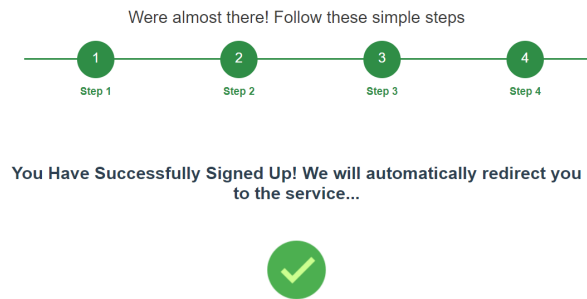 Were almost there! Follow these simple steps
1 2 3 4
Step 1 Step 2 Step 3 Step 4
You Have Successfully Signed Up! We will automatically redirect you
to the service...